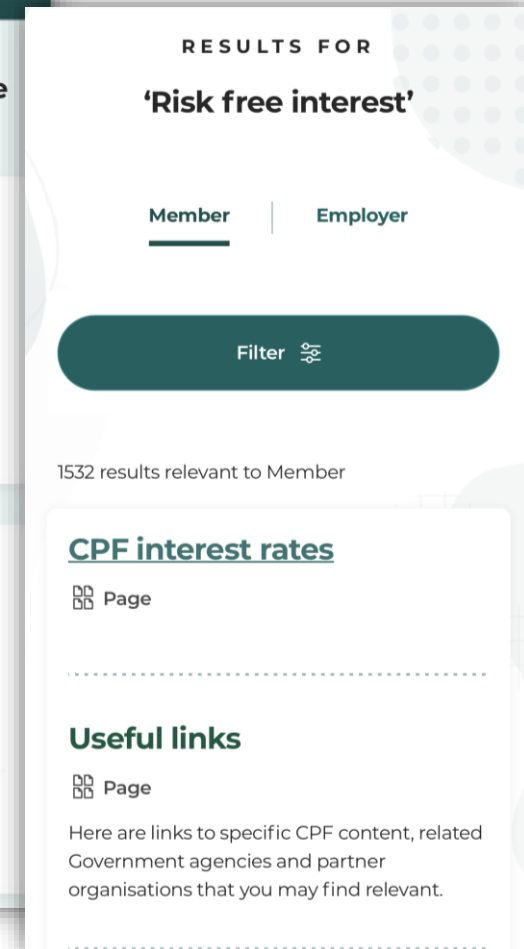 e
RESULTS FOR
‘Risk free interest’
Member
Employer
Filter
1532 results relevant to Member
CPF interest rates
Page
Useful links
Page
Here are links to specific CPF content, related
Government agencies and partner
organisations that you may find relevant.